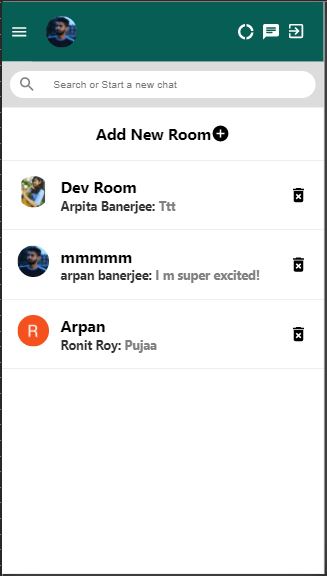 Search or Start a new chat
Add New Room
Dev Room
Arpita Banerjee: Ttt
mmmmm
arpan banerjee: I m super excited!
R
Arpan
Ronit Roy: Pujaa